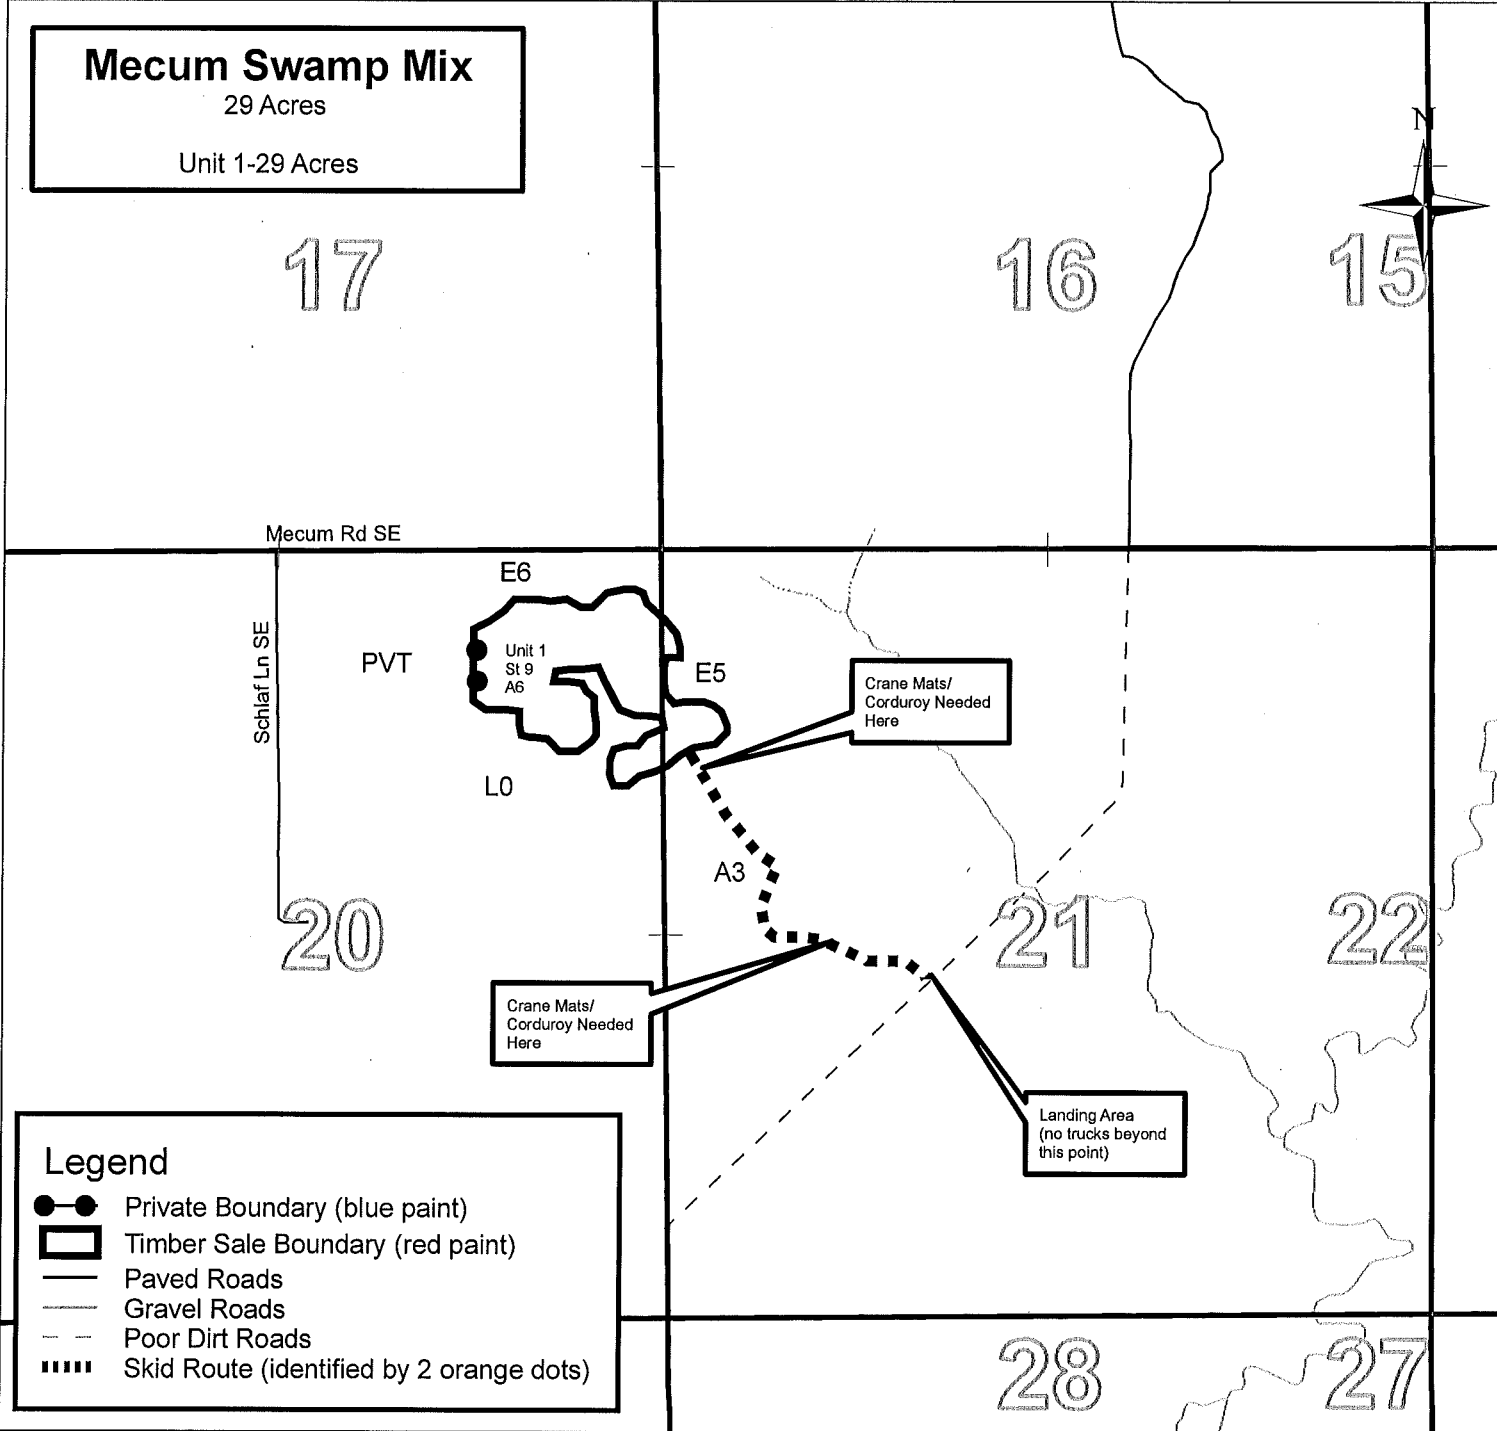 Mecum Swamp Mix
29 Acres
Unit 1-29 Acres
N
17
16
15
Mecum Rd SE
E6
Schlaf Ln SE
PVT
Unit 1
St 9
A6
E5
Crane Mats/
Corduroy Needed
Here
L0
A3
20
21
22
Crane Mats/
Corduroy Needed
Here
Landing Area
(no trucks beyond
this point)
Legend
Private Boundary (blue paint)
Timber Sale Boundary (red paint)
Paved Roads
Gravel Roads
Poor Dirt Roads
Skid Route (identified by 2 orange dots)
28
27